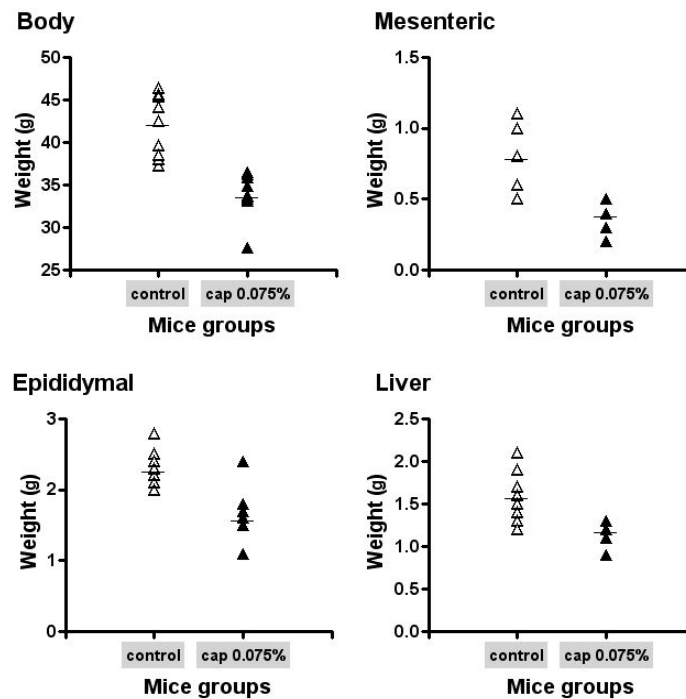 Body
50
45
40
35
30
25
Weight (g)
control
cap 0.075%
Mice groups
Mesenteric
1.5
1.0
0.5
0.0
Weight (g)
control
cap 0.075%
Mice groups
Epididymal
3
2
1
0
Weight (g)
control
cap 0.075%
Mice groups
Liver
2.5
2.0
1.5
1.0
0.5
0.0
Weight (g)
control
cap 0.075%
Mice groups